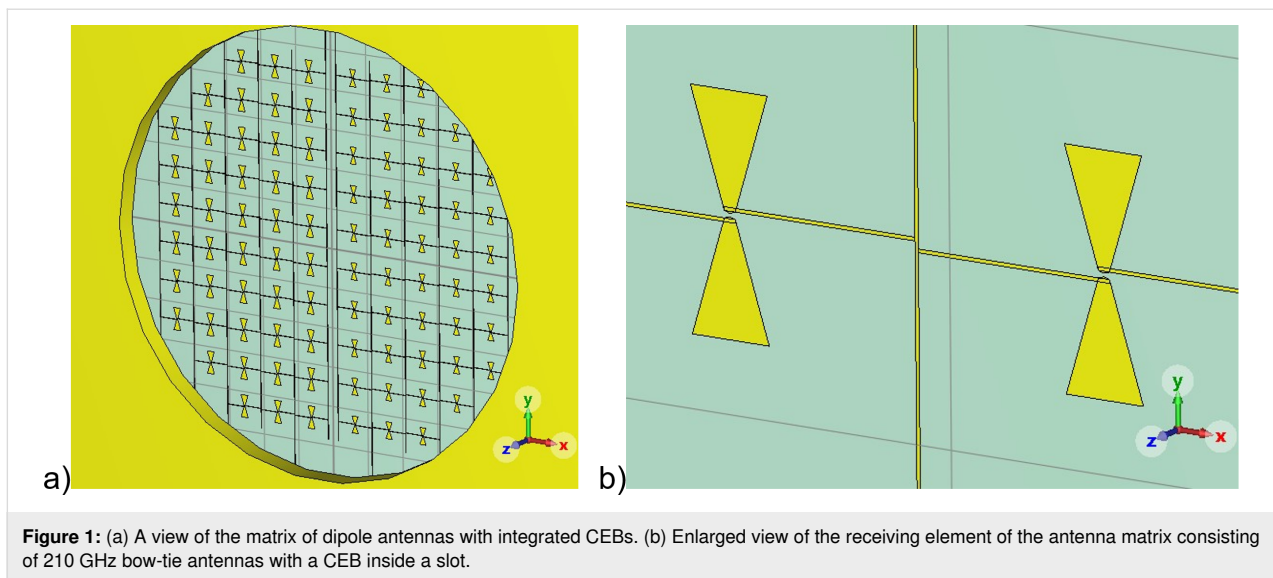 y
z
x
a)
y
z
x
b)
Figure 1: (a) A view of the matrix of dipole antennas with integrated CEBs. (b) Enlarged view of the receiving element of the antenna matrix consisting
of 210 GHz bow-tie antennas with a CEB inside a slot.